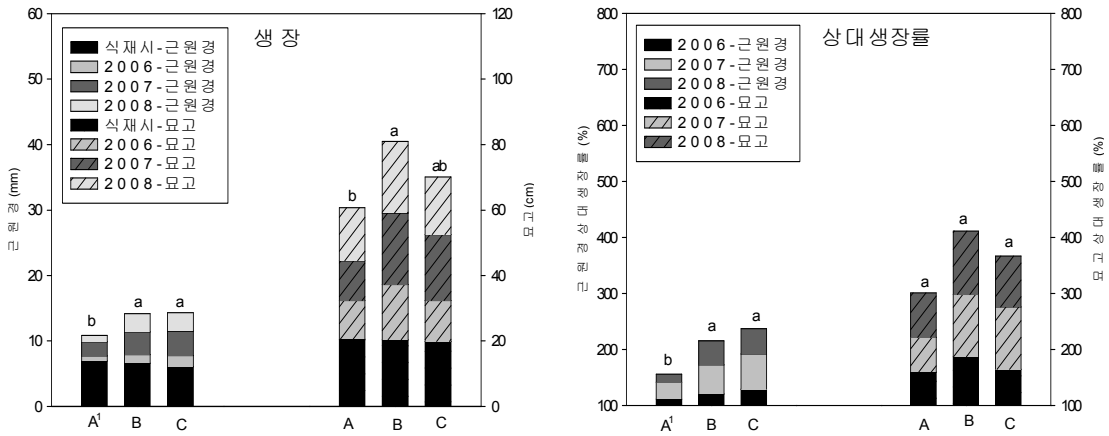 생 장
식재시-근원경
2006-근원경
2007-근원경
2008-근원경
식재시-묘고
2006-묘고
2007-묘고
2008-묘고
근원경 (mm)
60
50
40
30
20
10
0
묘고 (cm)
120
100
80
60
40
20
0
b
a
a
b
a
ab
A¹
B
C
A
B
C
상대생장률
2006-근원경
2007-근원경
2008-근원경
2006-묘고
2007-묘고
2008-묘고
근원경상대생장률 (%)
800
700
600
500
400
300
200
100
묘고상대생장률 (%)
800
700
600
500
400
300
200
100
b
a
a
a
a
a
A¹
B
C
A
B
C